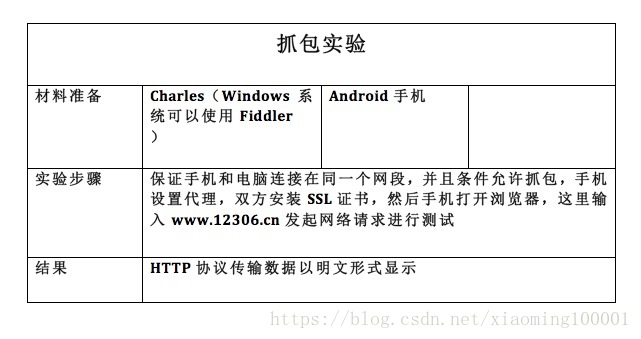 抓包实验
材料准备
Charles（Windows 系
统可以使用 Fiddler
）
Android 手机
实验步骤
保证手机和电脑连接在同一个网段，并且条件允许抓包，手机
设置代理，双方安装 SSL 证书，然后手机打开浏览器，这里输
入 www.12306.cn 发起网络请求进行测试
结果
HTTP 协议传输数据以明文形式显示
https://blog.csdn.net/xiaoming100001